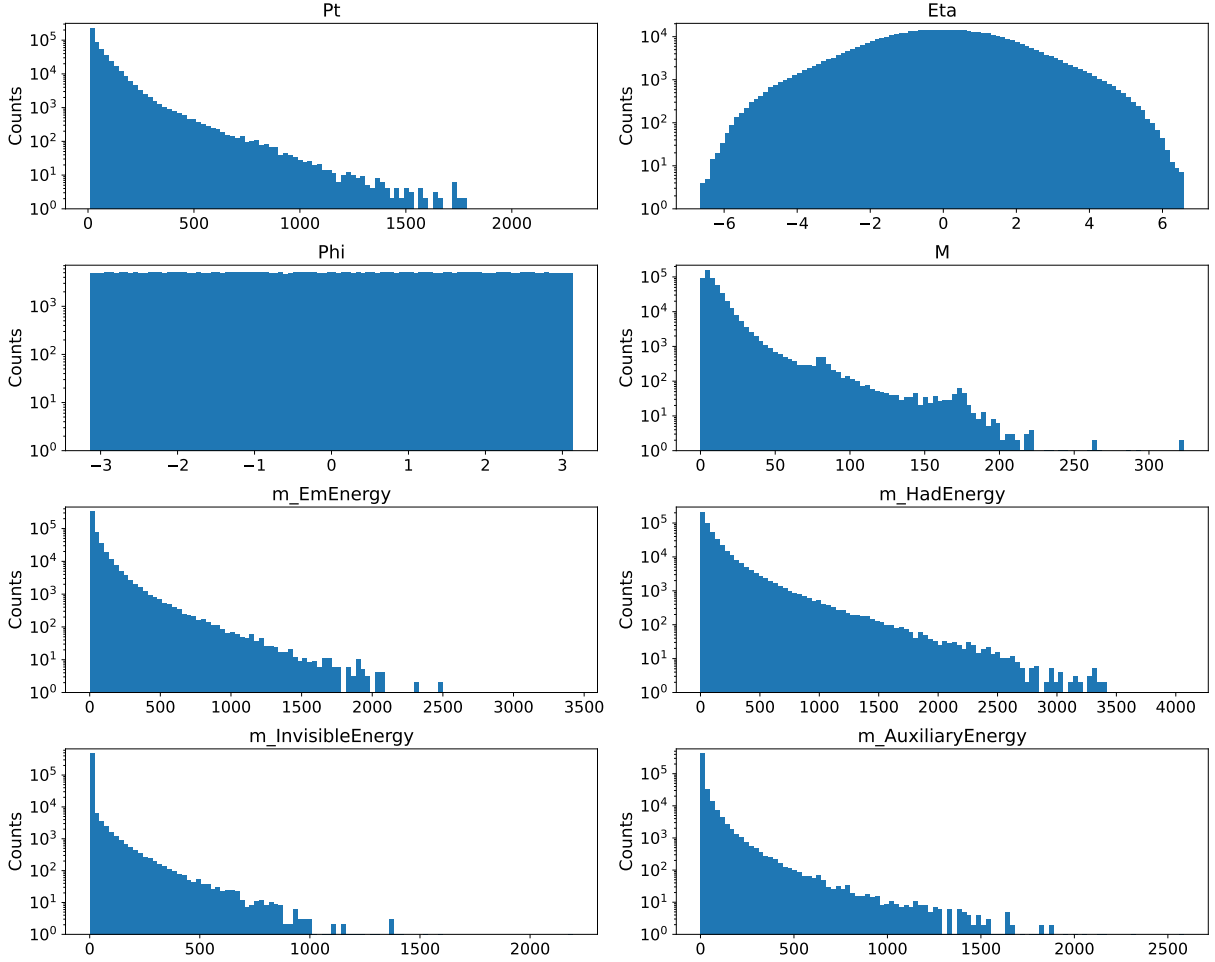 Pt
Counts
10^5
10^4
10^3
10^2
10^1
10^0
0 500 1000 1500 2000
Eta
Counts
10^4
10^3
10^2
10^1
10^0
−6 −4 −2 0 2 4 6
Phi
Counts
10^3
10^2
10^1
10^0
−3 −2 −1 0 1 2 3
M
Counts
10^5
10^4
10^3
10^2
10^1
10^0
0 50 100 150 200 250 300
m_EmEnergy
Counts
10^5
10^4
10^3
10^2
10^1
10^0
0 500 1000 1500 2000 2500 3000 3500
m_HadEnergy
Counts
10^5
10^4
10^3
10^2
10^1
10^0
0 500 1000 1500 2000 2500 3000 3500 4000
m_InvisibleEnergy
Counts
10^5
10^4
10^3
10^2
10^1
10^0
0 500 1000 1500 2000
m_AuxiliaryEnergy
Counts
10^5
10^4
10^3
10^2
10^1
10^0
0 500 1000 1500 2000 2500